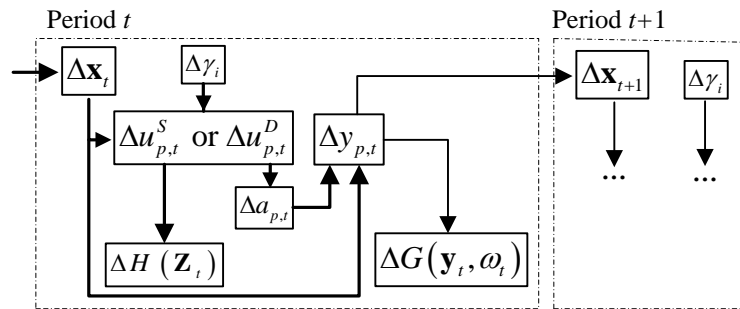 Period t
Period t+1
Δx_t
Δγ_i
Δx_{t+1}
Δγ_i
Δu^S_{p,t} or Δu^D_{p,t}
Δy_{p,t}
...
...
Δa_{p,t}
ΔH (Z_t)
ΔG(y_t, ω_t)